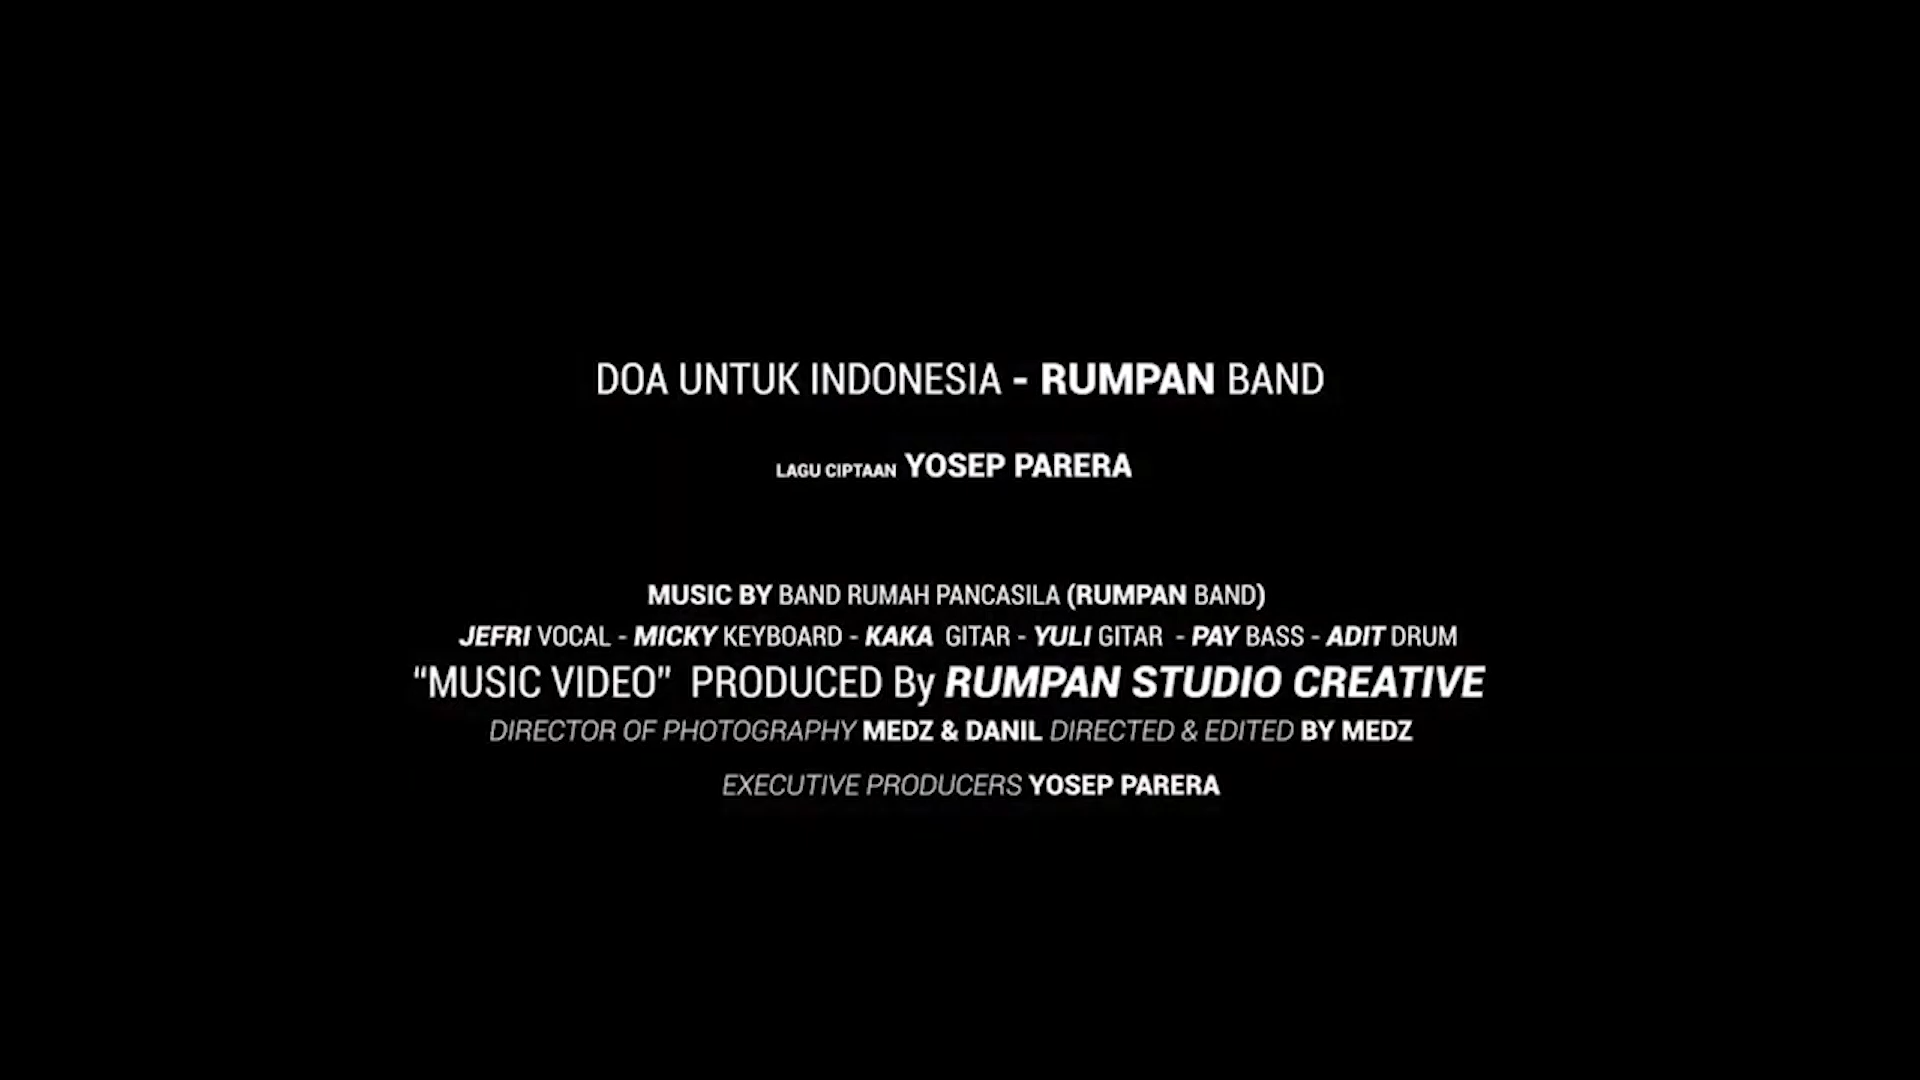 DOA UNTUK INDONESIA - RUMPAN BAND
LAGU CIPTAAN YOSEP PARERA
MUSIC BY BAND RUMAH PANCASILA (RUMPAN BAND)
JEFRI VOCAL - MICKY KEYBOARD - KAKA GITAR - YULI GITAR - PAY BASS - ADIT DRUM
“MUSIC VIDEO” PRODUCED By RUMPAN STUDIO CREATIVE
DIRECTOR OF PHOTOGRAPHY MEDZ & DANIL DIRECTED & EDITED BY MEDZ
EXECUTIVE PRODUCERS YOSEP PARERA